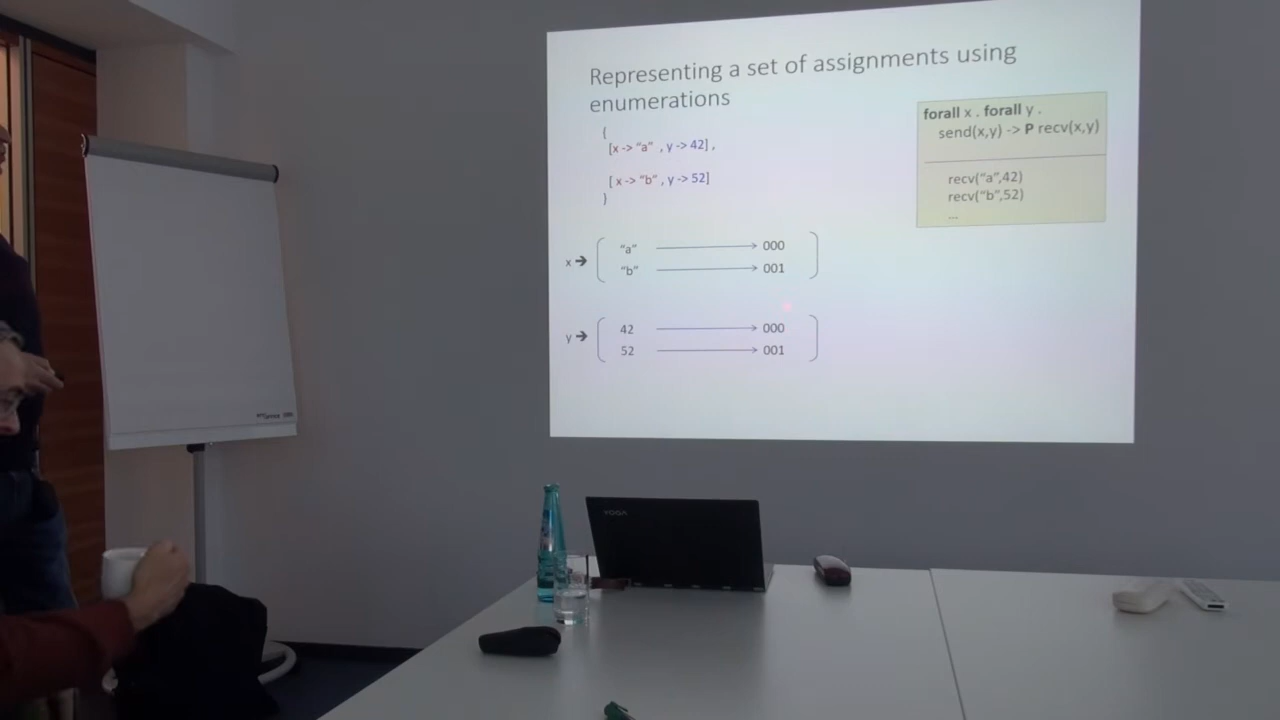 Representing a set of assignments using
enumerations
{
[x -> "a" , y -> 42] ,
[ x -> "b" , y -> 52]
}
x ➔ "a" → 000
"b" → 001
y ➔ 42 → 000
52 → 001
forall x . forall y .
send(x,y) -> P recv(x,y)
recv("a",42)
recv("b",52)
...
YOGA